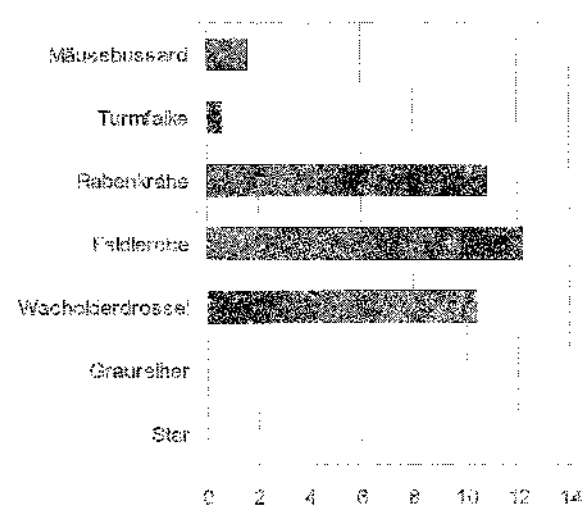 Mäusebussard
Turmfalke
Rabenkrähe
Feldlerche
Wacholderdrossel
Graureiher
Star
0 2 4 6 8 10 12 14